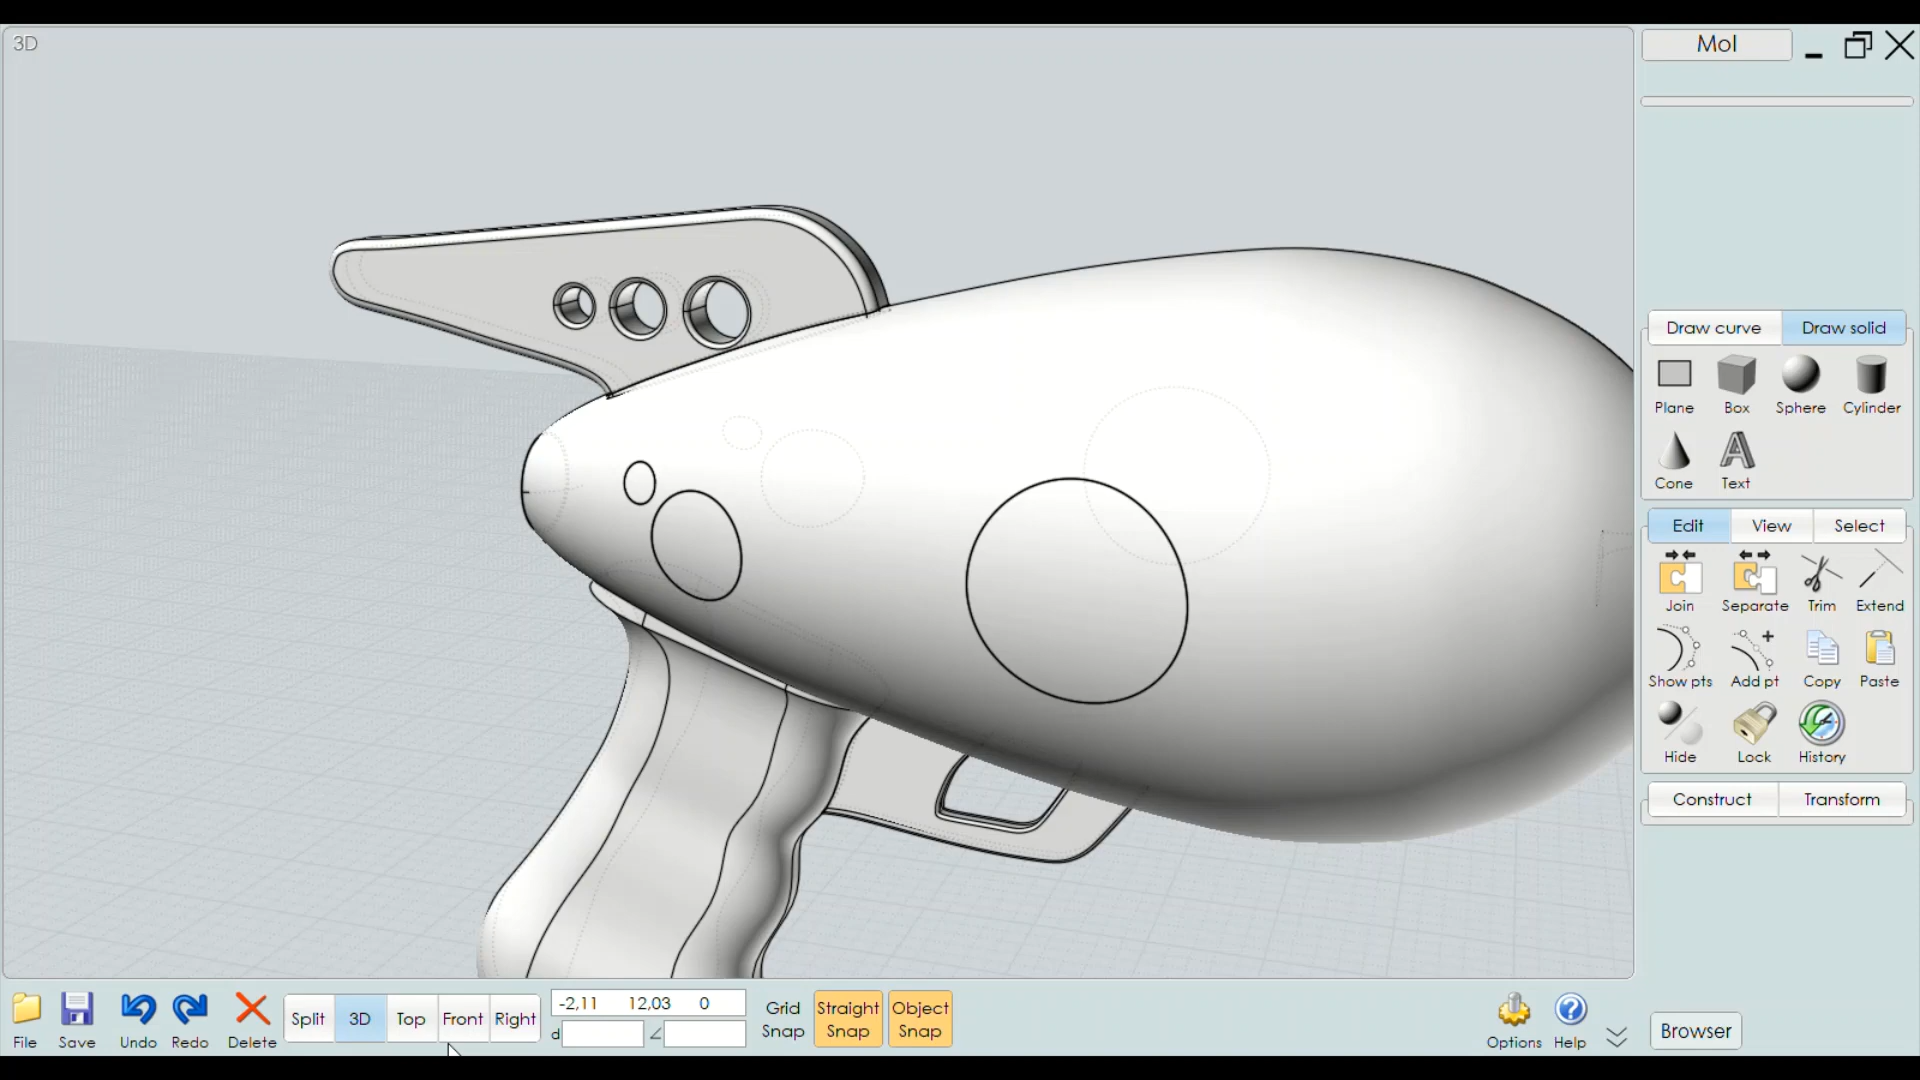 3D
MoI
Draw curve
Draw solid
Plane
Box
Sphere
Cylinder
Cone
Text
Edit
View
Select
Join
Separate
Trim
Extend
Show pts
Add pt
Copy
Paste
Hide
Lock
History
Construct
Transform
File
Save
Undo
Redo
Delete
Split
3D
Top
Front
Right
-2,11 12,03 0
d
Grid
Snap
Straight
Snap
Object
Snap
Options
Help
Browser